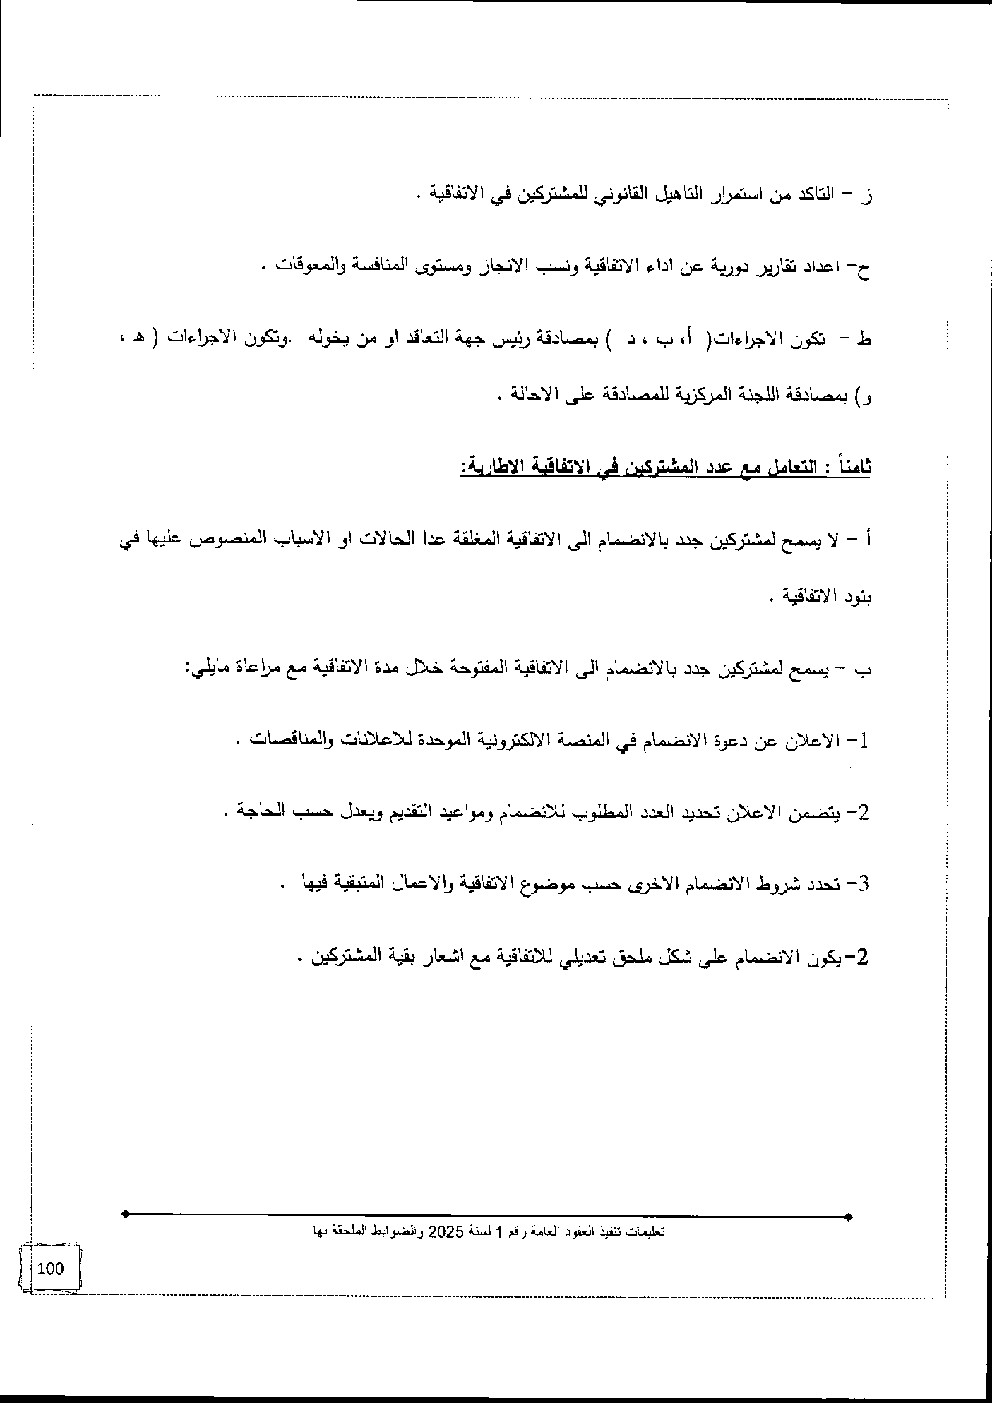 ز - التاكد من استمرار التاهيل القانوني للمشتركين في الاتفاقية .
ح- اعداد تقارير دورية عن اداء الاتفاقية ونسب الانجاز ومستوى المنافسة والمعوقات .
ط - تكون الاجراءات( أ، ب ، د ) بمصادقة رئيس جهة التعاقد او من يخوله .وتكون الاجراءات ( هـ ،
و) بمصادقة اللجنة المركزية للمصادقة على الاحالة .
ثامناً : التعامل مع عدد المشتركين في الاتفاقية الاطارية:
أ - لا يسمح لمشتركين جدد بالانضمام الى الاتفاقية المغلقة عدا الحالات او الاسباب المنصوص عليها في
بنود الاتفاقية .
ب - يسمح لمشتركين جدد بالانضمام الى الاتفاقية المفتوحة خلال مدة الاتفاقية مع مراعاة مايلي:
1- الاعلان عن دعوة الانضمام في المنصة الالكترونية الموحدة للاعلانات والمناقصات .
2- يتضمن الاعلان تحديد العدد المطلوب للانضمام ومواعيد التقديم ويعدل حسب الحاجة .
3- تحدد شروط الانضمام الاخرى حسب موضوع الاتفاقية والاعمال المتبقية فيها .
2-يكون الانضمام على شكل ملحق تعديلي للاتفاقية مع اشعار بقية المشتركين .
تعليمات تنفيذ العقود العامة رقم 1 لسنة 2025 والضوابط الملحقة بها
100